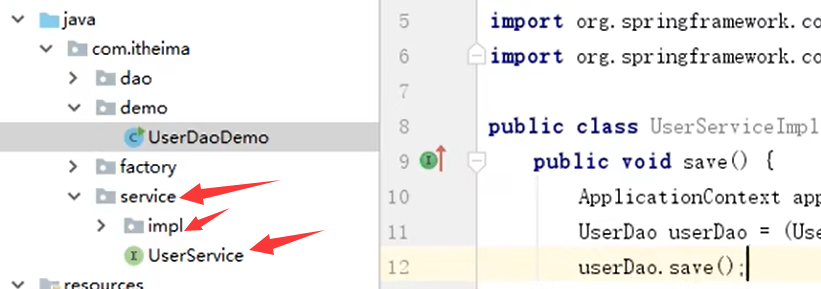 java
com.itheima
dao
demo
UserDaoDemo
factory
service
impl
UserService
resources
5 import org.springframework.co
6 import org.springframework.co
7
8 public class UserServiceImpl
9 public void save() {
10 ApplicationContext app
11 UserDao userDao = (Use
12 userDao.save();